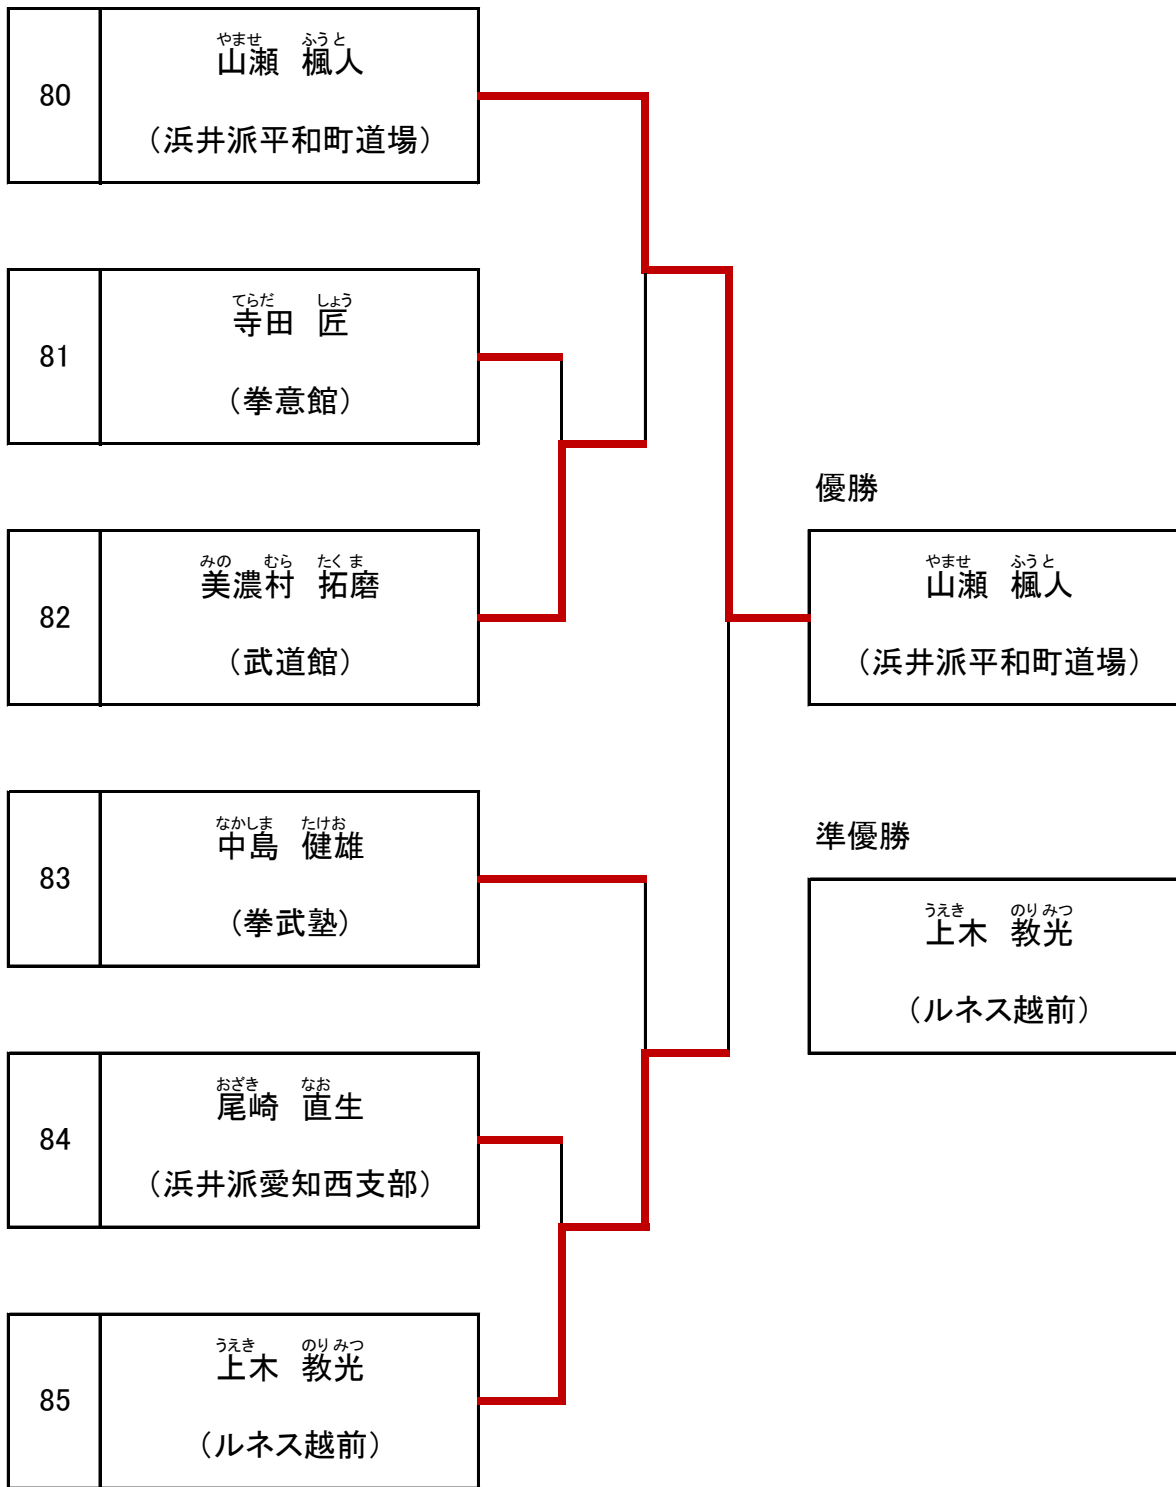 やませ ふうと
山瀬 楓人
80
（浜井派平和町道場）
てらだ しょう
寺田 匠
81
（拳意館）
みの むら たく ま
美濃村 拓磨
82
（武道館）
なかしま たけお
中島 健雄
83
（拳武塾）
おざき なお
尾崎 直生
84
（浜井派愛知西支部）
うえき のりみつ
上木 教光
85
（ルネス越前）
優勝
やませ ふうと
山瀬 楓人
（浜井派平和町道場）
準優勝
うえき のりみつ
上木 教光
（ルネス越前）